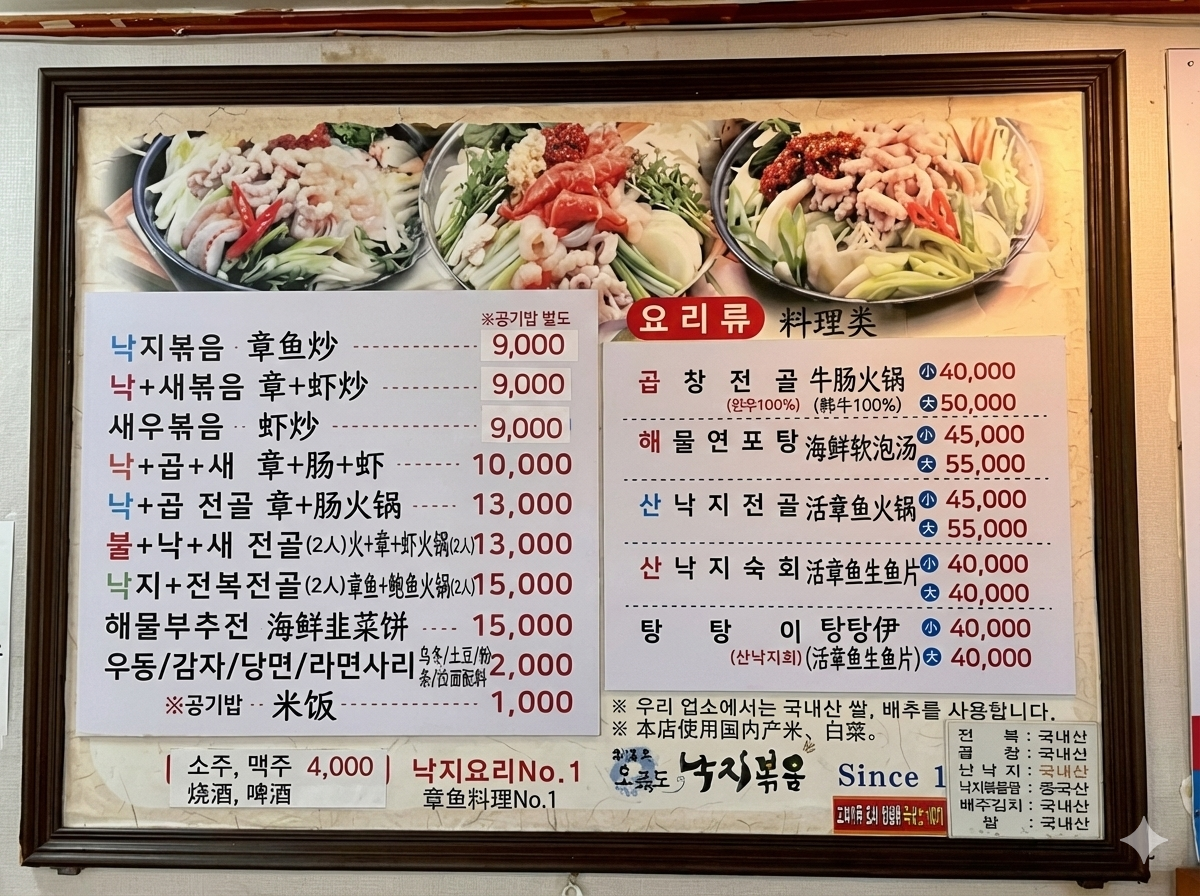 ※공기밥 별도
낙지볶음 章鱼炒 9,000
낙+새볶음 章+虾炒 9,000
새우볶음 虾炒 9,000
낙+곱+새 章+肠+虾 10,000
낙+곱 전골 章+肠火锅 13,000
불+낙+새 전골(2人)火+章+虾火锅(2人) 13,000
낙지+전복전골(2人)章鱼+鲍鱼火锅(2人) 15,000
해물부추전 海鲜韭菜饼 15,000
우동/감자/당면/라면사리 乌冬/土豆/粉
条/拉面配料 2,000
※공기밥 米饭 1,000
소주, 맥주 4,000
烧酒, 啤酒
낙지요리No.1
章鱼料理No.1
요리류 料理类
곱창전골 牛肠火锅 小 40,000
(한우100%) (韩牛100%) 大 50,000
해물연포탕 海鲜软泡汤 小 45,000
大 55,000
산낙지전골 活章鱼火锅 小 45,000
大 55,000
산낙지숙회 活章鱼生鱼片 小 40,000
大 40,000
탕탕이 탕탕伊 小 40,000
(산낙지회) (活章鱼生鱼片) 大 40,000
※ 우리 업소에서는 국내산 쌀, 배추를 사용합니다.
※ 本店使用国内产米、白菜。
오륙도 낙지볶음
Since 1
전복 : 국내산
곱창 : 국내산
낙지 : 국내산
낙지볶음 : 중국산
배추김치 : 국내산
밥 : 국내산